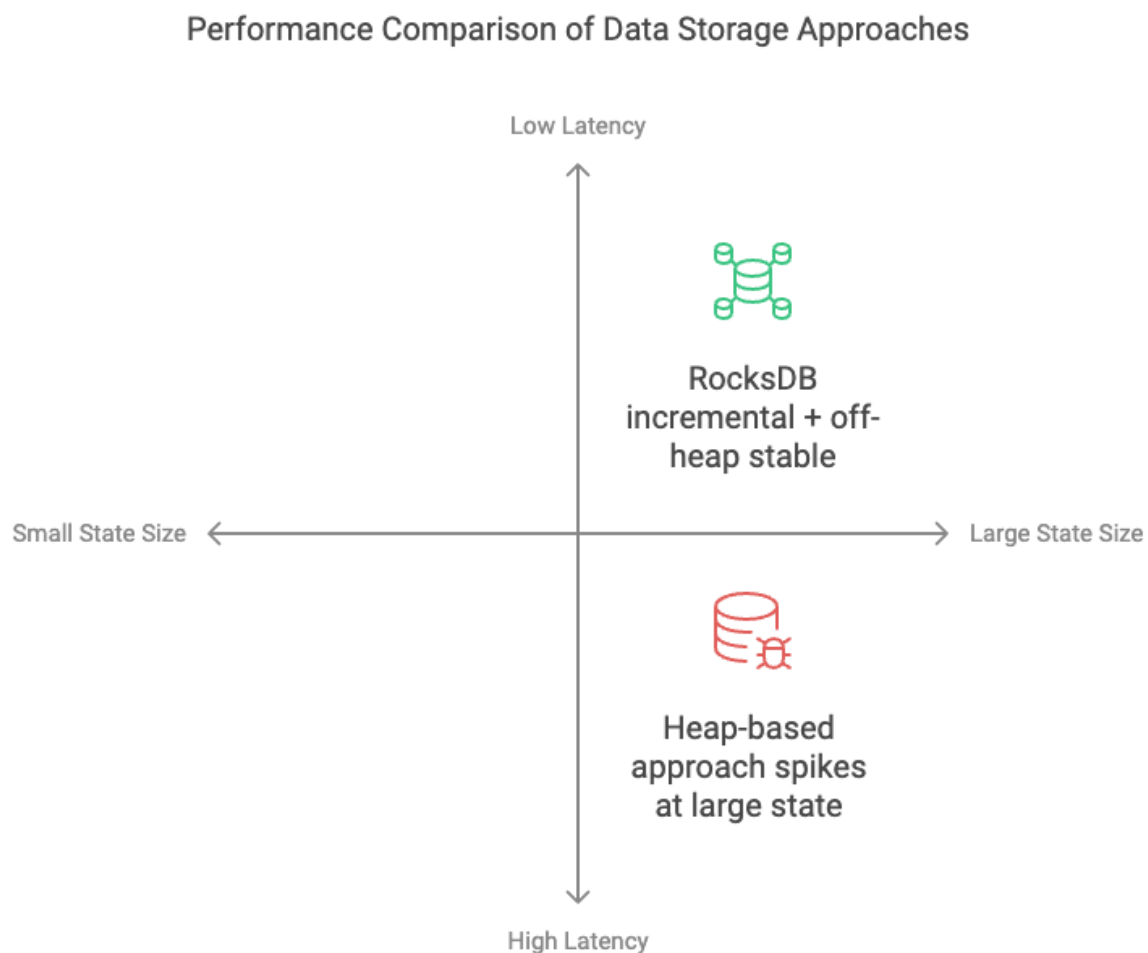 Performance Comparison of Data Storage Approaches
Low Latency
RocksDB
incremental + off-
heap stable
Small State Size
Large State Size
Heap-based
approach spikes
at large state
High Latency